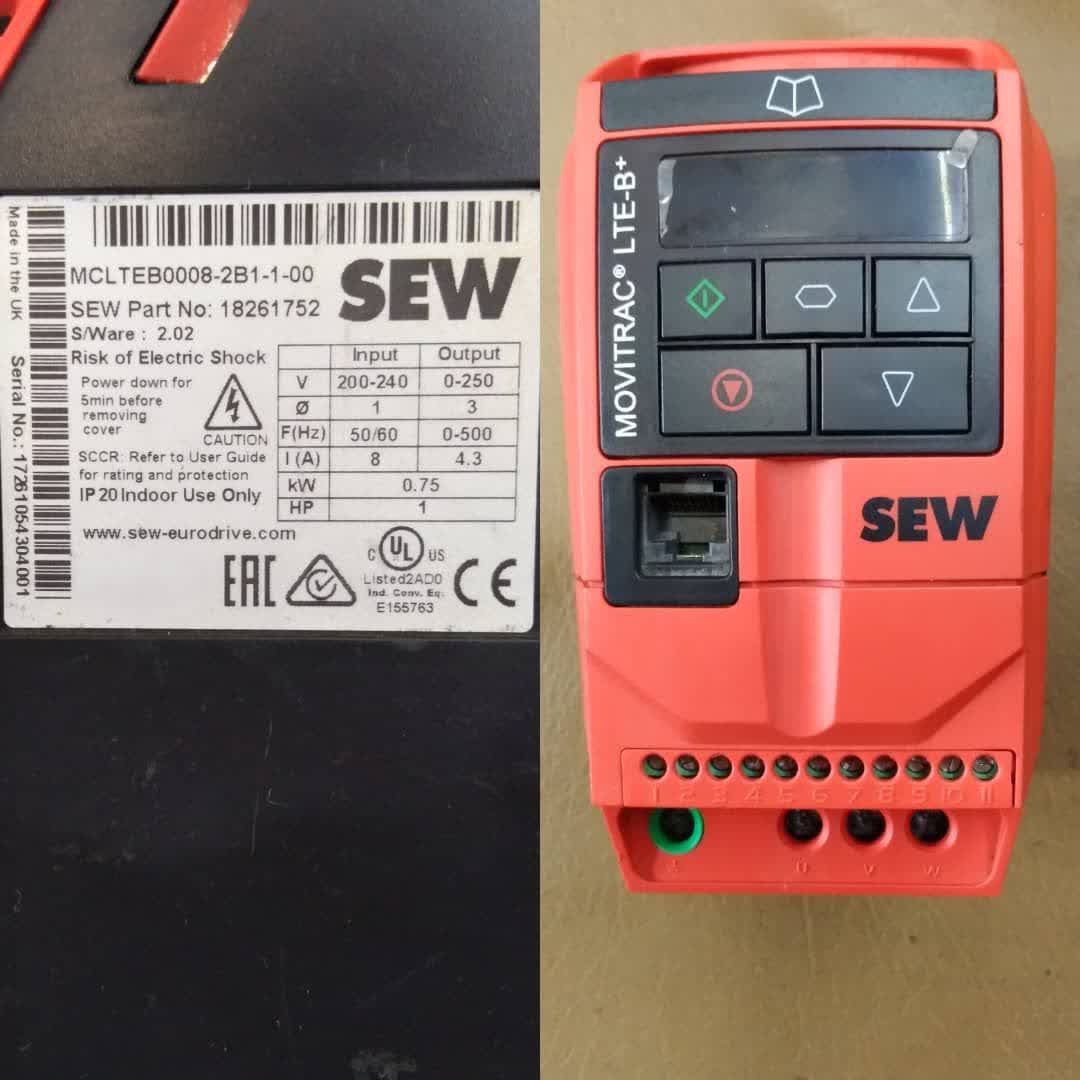 Made in the UK
Serial No.: 17261054304001
MCLTEB0008-2B1-1-00
SEW Part No: 18261752
SEW
S/Ware : 2.02
Risk of Electric Shock
Power down for
5min before
removing
cover
CAUTION
SCCR: Refer to User Guide
for rating and protection
IP20 Indoor Use Only
Input Output
V 200-240 0-250
Ø 1 3
F(Hz) 50/60 0-500
I (A) 8 4.3
kW 0.75
HP 1
www.sew-eurodrive.com
EAC
C UL US
Listed2AD0
Ind. Conv. Eq.
E155763
CE
MOVITRAC® LTE-B+
SEW
1 2 3 4 5 6 7 8 9 10 11
U V W